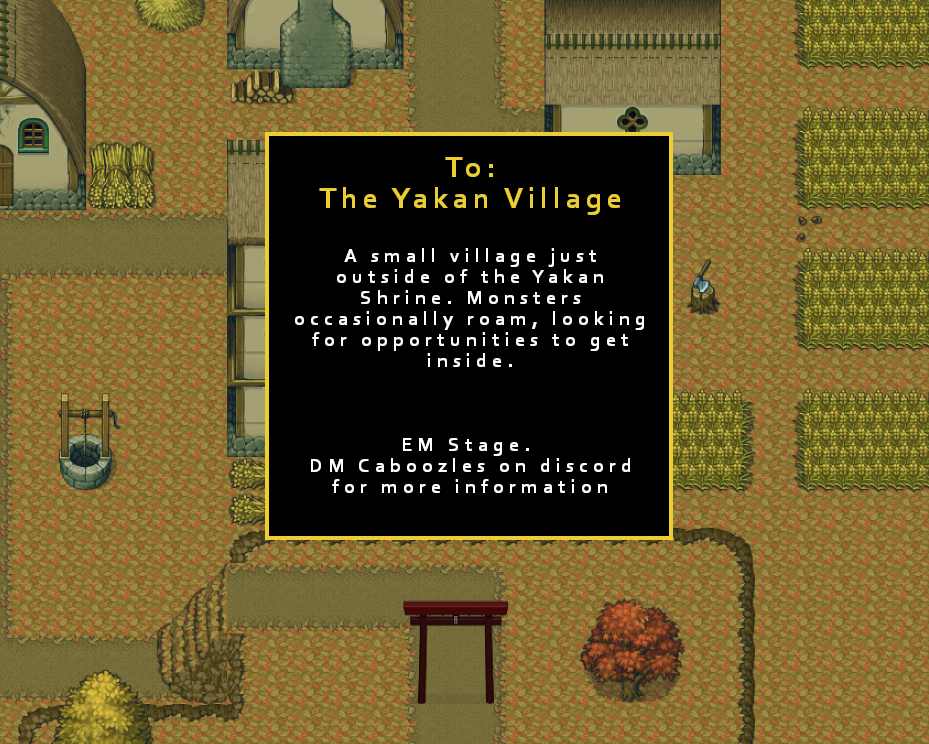 To:
The Yakan Village
A small village just
outside of the Yakan
Shrine. Monsters
occasionally roam, looking
for opportunities to get
inside.
EM Stage.
DM Caboozles on discord
for more information